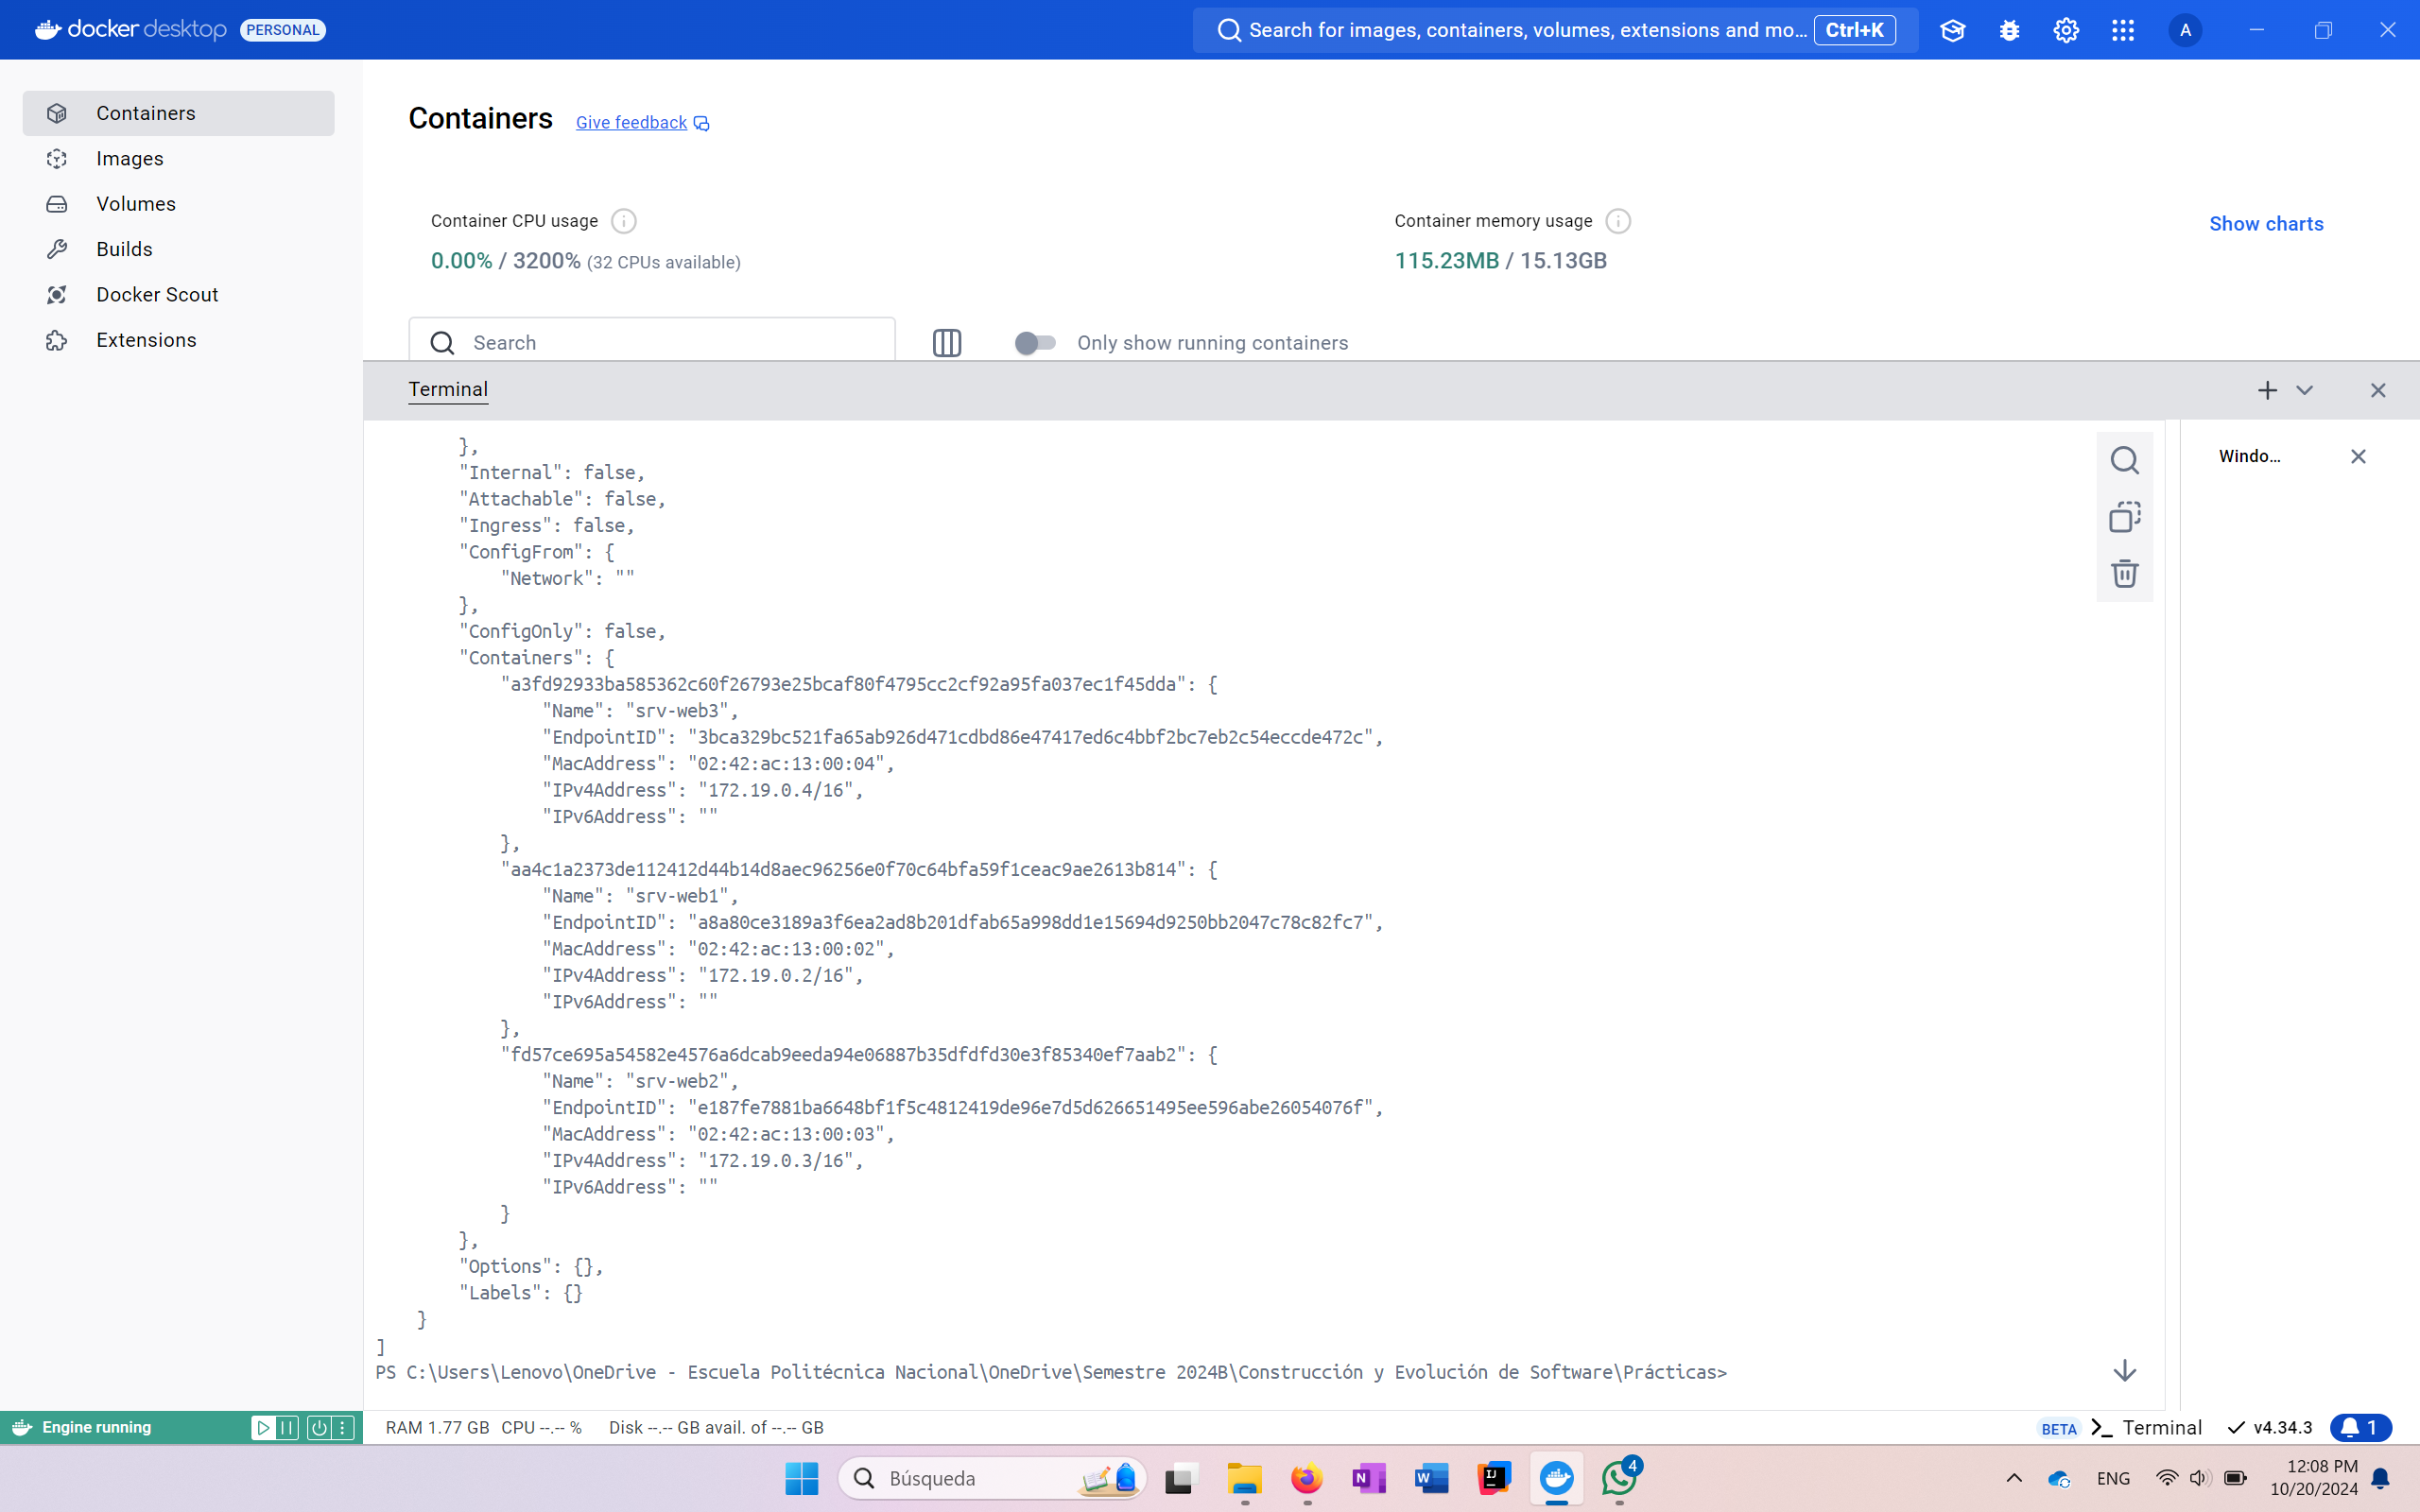 docker desktop PERSONAL
Search for images, containers, volumes, extensions and mo... Ctrl+K
A
Containers
Images
Volumes
Builds
Docker Scout
Extensions
Containers Give feedback
Container CPU usage
0.00% / 3200% (32 CPUs available)
Container memory usage
115.23MB / 15.13GB
Show charts
Search
Only show running containers
Terminal
Windo...
},
"Internal": false,
"Attachable": false,
"Ingress": false,
"ConfigFrom": {
"Network": ""
},
"ConfigOnly": false,
"Containers": {
"a3fd92933ba585362c60f26793e25bcaf80f4795cc2cf92a95fa037ec1f45dda": {
"Name": "srv-web3",
"EndpointID": "3bca329bc521fa65ab926d471cdbd86e47417ed6c4bbf2bc7eb2c54eccde472c",
"MacAddress": "02:42:ac:13:00:04",
"IPv4Address": "172.19.0.4/16",
"IPv6Address": ""
},
"aa4c1a2373de112412d44b14d8aec96256e0f70c64bfa59f1ceac9ae2613b814": {
"Name": "srv-web1",
"EndpointID": "a8a80ce3189a3f6ea2ad8b201dfab65a998dd1e15694d9250bb2047c78c82fc7",
"MacAddress": "02:42:ac:13:00:02",
"IPv4Address": "172.19.0.2/16",
"IPv6Address": ""
},
"fd57ce695a54582e4576a6dcab9eeda94e06887b35dfdfd30e3f85340ef7aab2": {
"Name": "srv-web2",
"EndpointID": "e187fe7881ba6648bf1f5c4812419de96e7d5d626651495ee596abe26054076f",
"MacAddress": "02:42:ac:13:00:03",
"IPv4Address": "172.19.0.3/16",
"IPv6Address": ""
}
},
"Options": {},
"Labels": {}
}
]
PS C:\Users\Lenovo\OneDrive - Escuela Politécnica Nacional\OneDrive\Semestre 2024B\Construcción y Evolución de Software\Prácticas>
Engine running
RAM 1.77 GB CPU --.-- % Disk --.-- GB avail. of --.-- GB
BETA >_ Terminal v4.34.3 1
Búsqueda
N
W
IJ
4
ENG
12:08 PM
10/20/2024